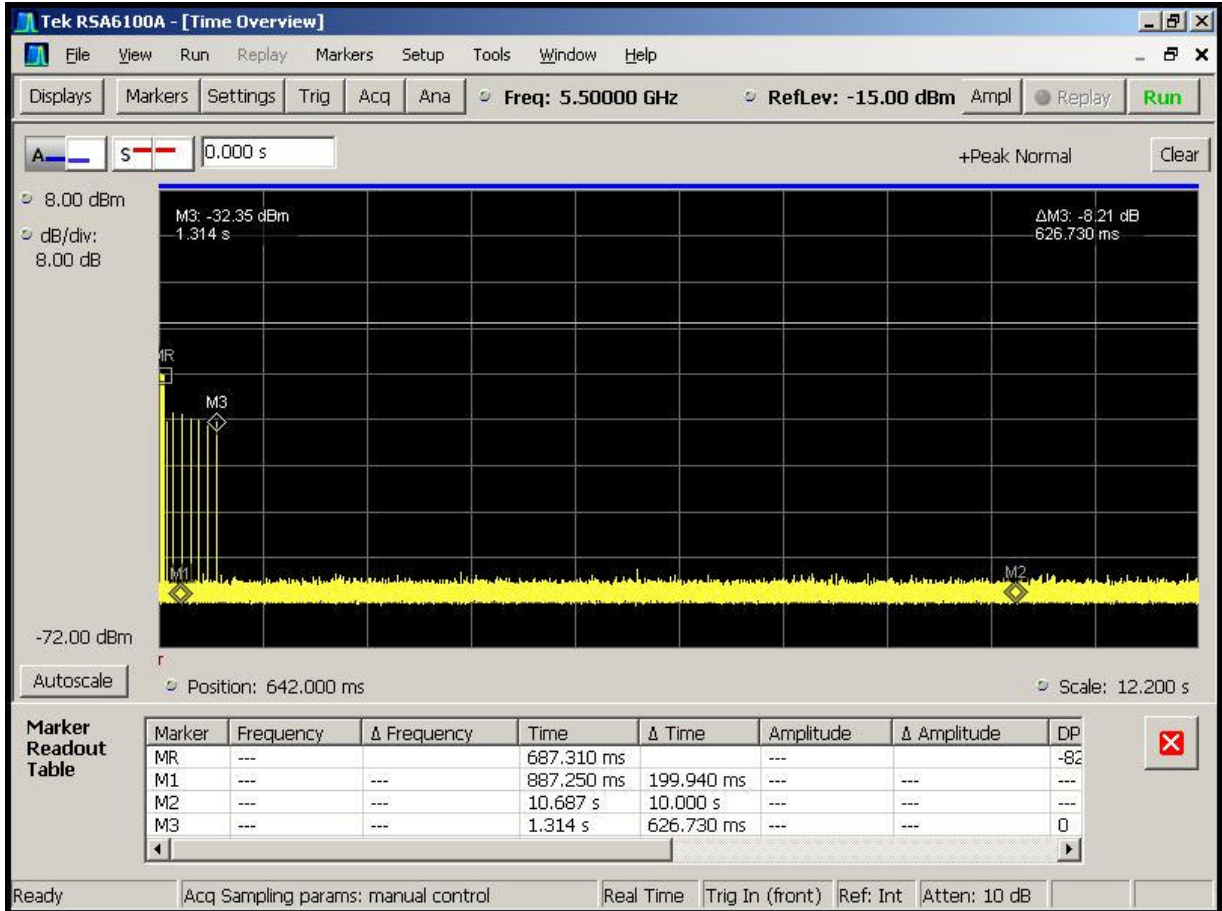 Tek RSA6100A - [Time Overview]
File View Run Replay Markers Setup Tools Window Help
Displays Markers Settings Trig Acq Ana Freq: 5.50000 GHz RefLev: -15.00 dBm Ampl Replay Run
A S 0.000 s +Peak Normal Clear
8.00 dBm
dB/div:
8.00 dB
M3: -32.35 dBm
1.314 s
ΔM3: -8.21 dB
626.730 ms
MR
M3
M1
M2
-72.00 dBm
Autoscale
Position: 642.000 ms Scale: 12.200 s
Marker
Readout
Table
Marker Frequency Δ Frequency Time Δ Time Amplitude Δ Amplitude DP
MR --- 687.310 ms --- -82
M1 --- --- 887.250 ms 199.940 ms --- --- ---
M2 --- --- 10.687 s 10.000 s --- --- ---
M3 --- --- 1.314 s 626.730 ms --- --- 0
Ready Acq Sampling params: manual control Real Time Trig In (front) Ref: Int Atten: 10 dB